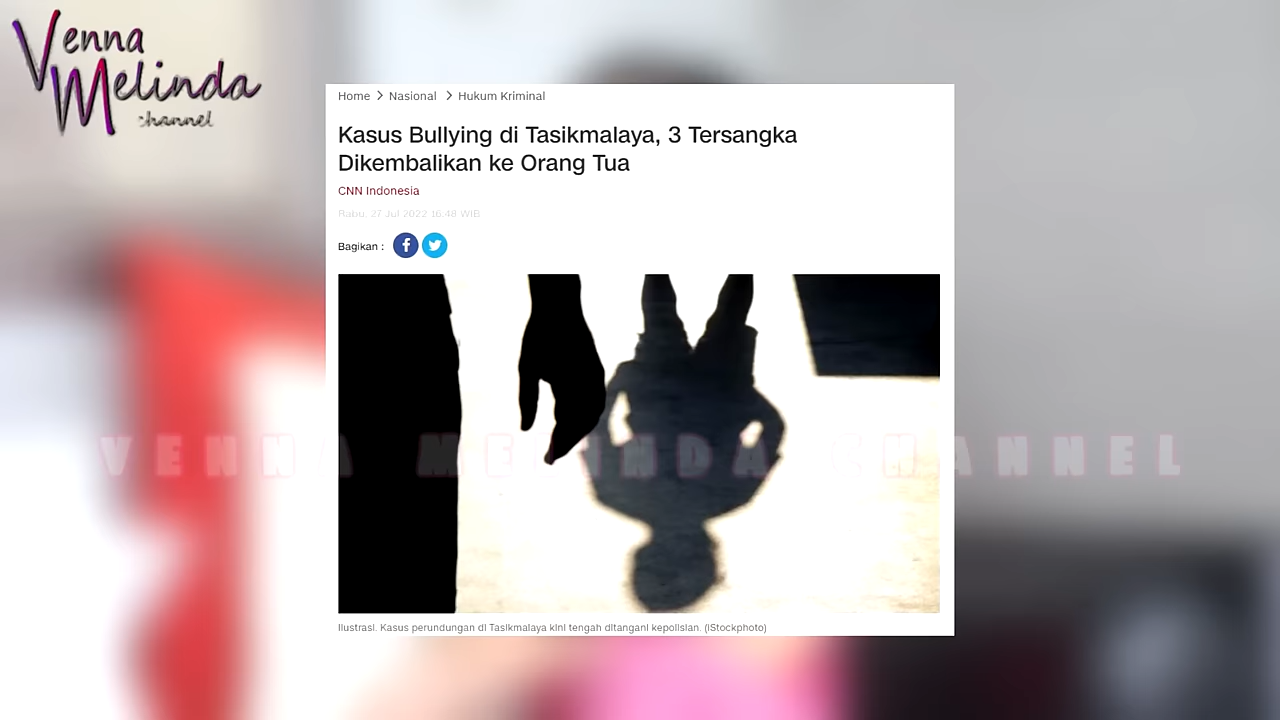 Venna
Melinda
channel
Home > Nasional > Hukum Kriminal
Kasus Bullying di Tasikmalaya, 3 Tersangka
Dikembalikan ke Orang Tua
CNN Indonesia
Rabu, 27 Jul 2022 16:48 WIB
Bagikan :
VENNA MELINDA CHANNEL
Ilustrasi. Kasus perundungan di Tasikmalaya kini tengah ditangani kepolisian. (iStockphoto)